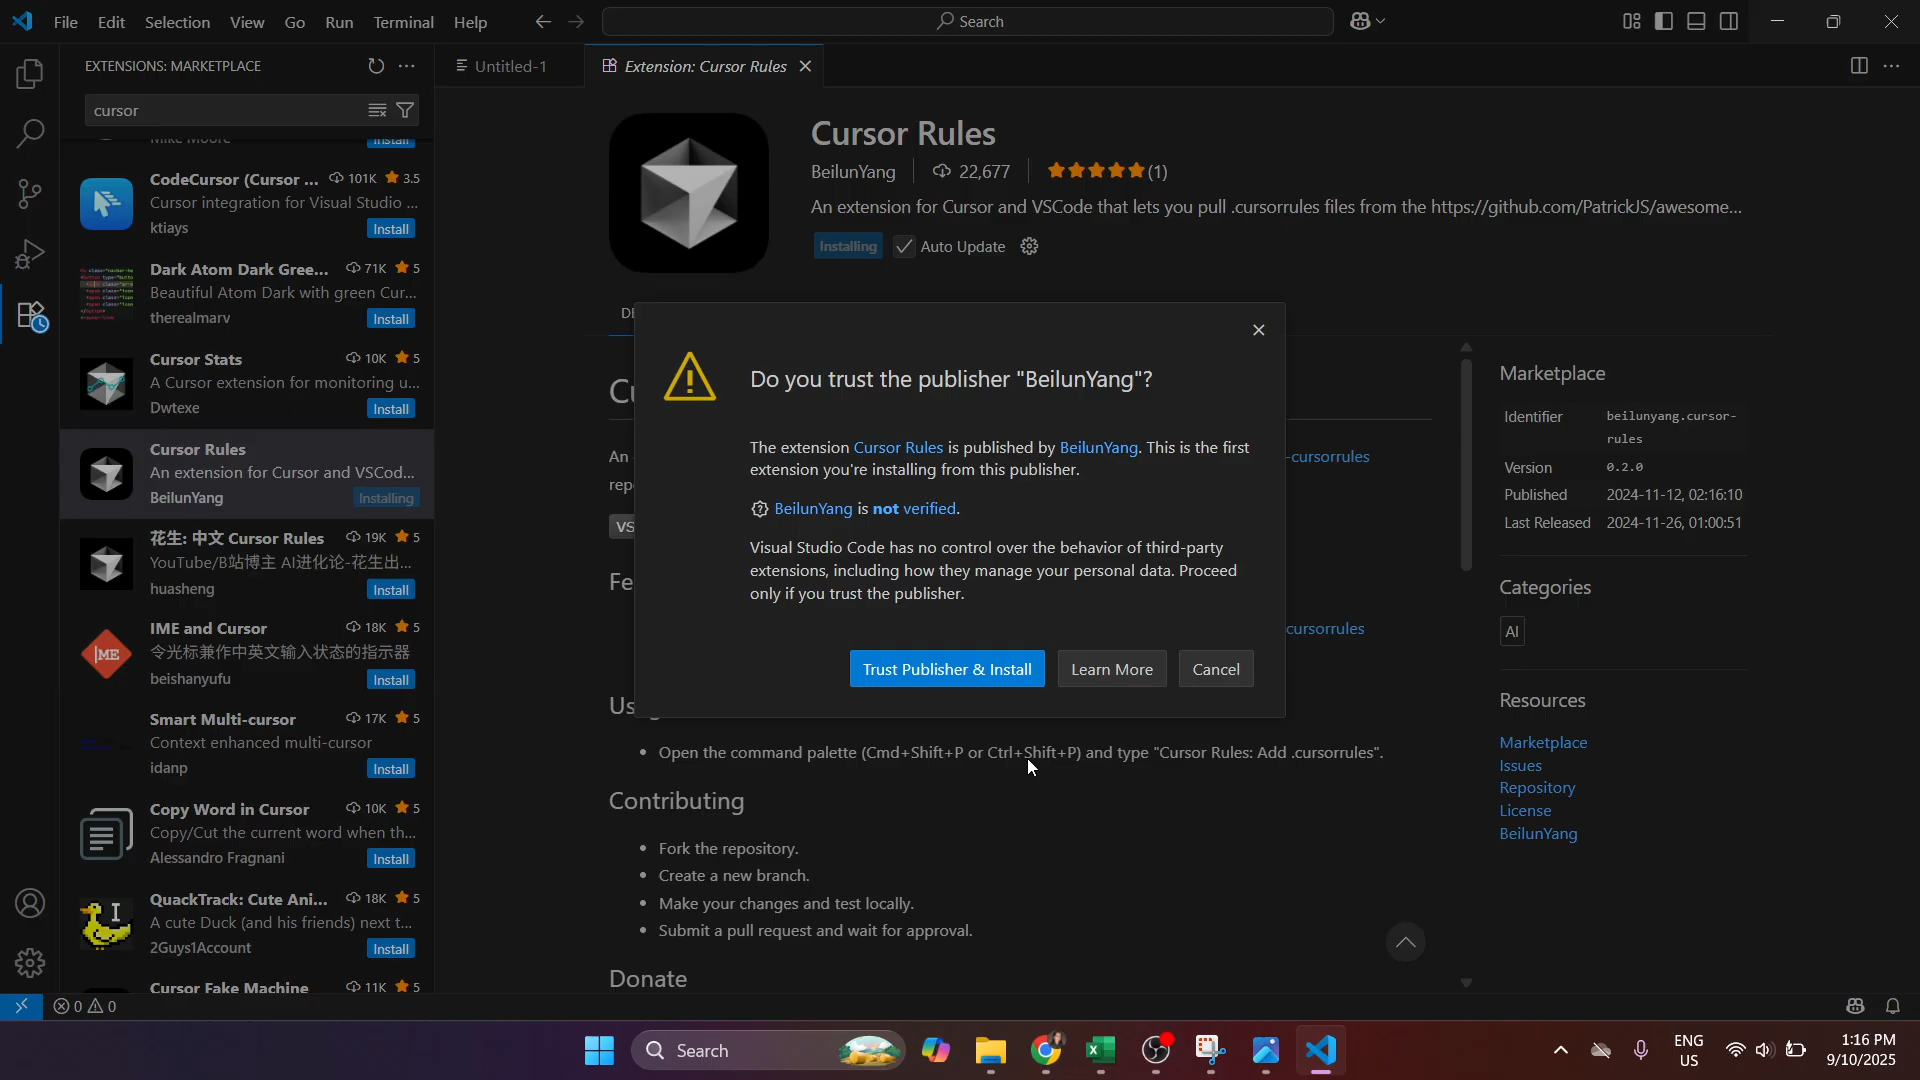 File Edit Selection View Go Run Terminal Help
Search
EXTENSIONS: MARKETPLACE
Untitled-1
Extension: Cursor Rules
cursor
Install
CodeCursor (Cursor ... 101K 3.5
Cursor integration for Visual Studio ...
ktiays
Install
Dark Atom Dark Gree... 71K 5
Beautiful Atom Dark with green Cur...
therealmarv
Install
Cursor Stats 10K 5
A Cursor extension for monitoring u...
Dwtexe
Install
Cursor Rules
An extension for Cursor and VSCod...
BeilunYang
Installing
花生: 中文 Cursor Rules 19K 5
YouTube/B站博主 AI进化论-花生出...
huasheng
Install
IME and Cursor 18K 5
令光标兼作中英文输入状态的指示器
beishanyufu
Install
Smart Multi-cursor 17K 5
Context enhanced multi-cursor
idanp
Install
Copy Word in Cursor 10K 5
Copy/Cut the current word when th...
Alessandro Fragnani
Install
QuackTrack: Cute Ani... 18K 5
A cute Duck (and his friends) next t...
2Guys1Account
Install
Cursor Fake Machine 11K 5
Cursor Rules
BeilunYang 22,677 (1)
An extension for Cursor and VSCode that lets you pull .cursorrules files from the https://github.com/PatrickJS/awesome...
Installing Auto Update
Do you trust the publisher "BeilunYang"?
The extension Cursor Rules is published by BeilunYang. This is the first
extension you're installing from this publisher.
BeilunYang is not verified.
Visual Studio Code has no control over the behavior of third-party
extensions, including how they manage your personal data. Proceed
only if you trust the publisher.
Trust Publisher & Install
Learn More
Cancel
An
-cursorrules
cursorrules
Open the command palette (Cmd+Shift+P or Ctrl+Shift+P) and type "Cursor Rules: Add .cursorrules".
Contributing
Fork the repository.
Create a new branch.
Make your changes and test locally.
Submit a pull request and wait for approval.
Donate
Marketplace
Identifier beilunyang.cursor-
rules
Version 0.2.0
Published 2024-11-12, 02:16:10
Last Released 2024-11-26, 01:00:51
Categories
AI
Resources
Marketplace
Issues
Repository
License
BeilunYang
0 0
Search
ENG
US
1:16 PM
9/10/2025